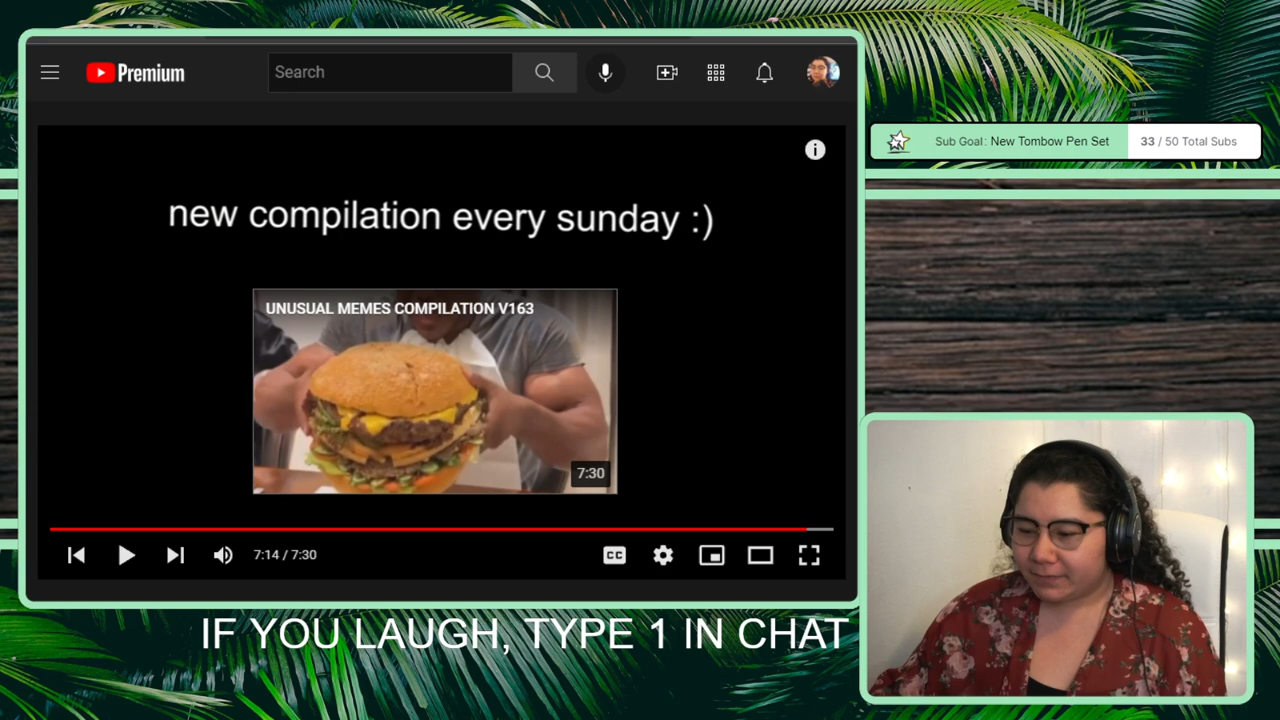 Premium
Search
Sub Goal: New Tombow Pen Set
33 / 50 Total Subs
new compilation every sunday :)
UNUSUAL MEMES COMPILATION V163
7:30
7:14 / 7:30
CC
IF YOU LAUGH, TYPE 1 IN CHAT